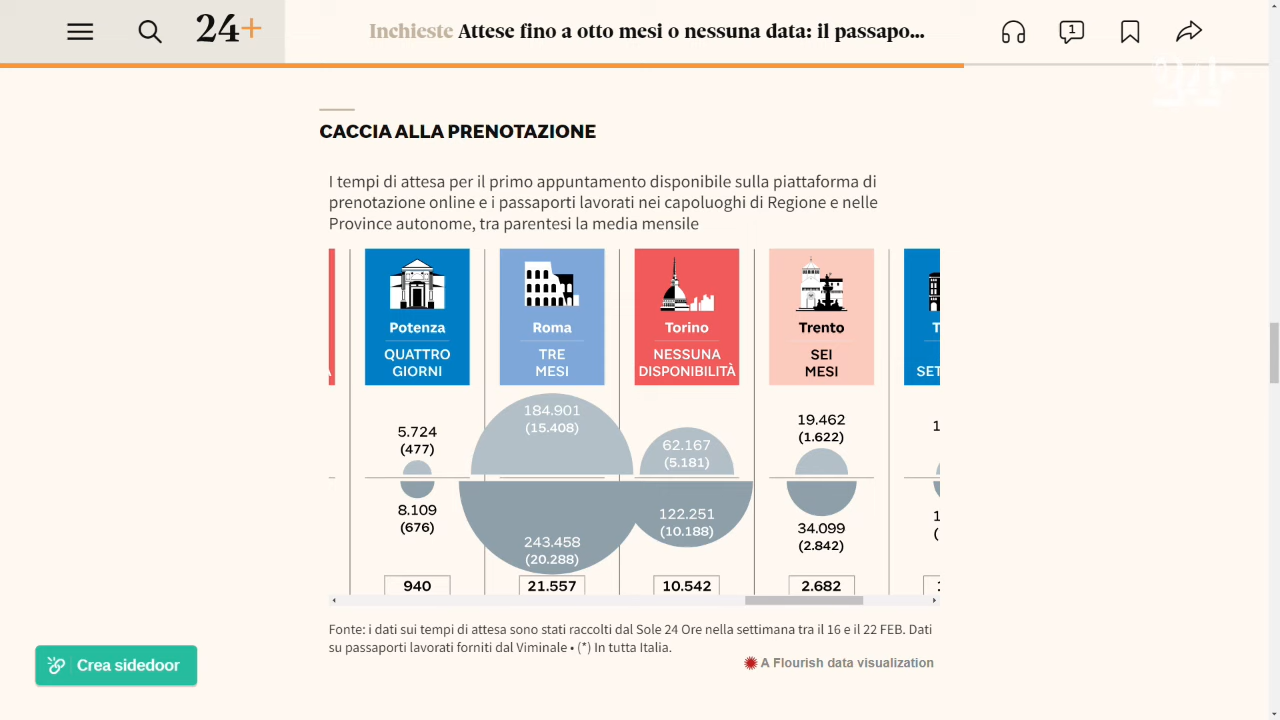 24+
Inchieste Attese fino a otto mesi o nessuna data: il passapo...
1
CACCIA ALLA PRENOTAZIONE
I tempi di attesa per il primo appuntamento disponibile sulla piattaforma di
prenotazione online e i passaporti lavorati nei capoluoghi di Regione e nelle
Province autonome, tra parentesi la media mensile
Potenza
QUATTRO
GIORNI
5.724
(477)
8.109
(676)
940
Roma
TRE
MESI
184.901
(15.408)
243.458
(20.288)
21.557
Torino
NESSUNA
DISPONIBILITÀ
62.167
(5.181)
122.251
(10.188)
10.542
Trento
SEI
MESI
19.462
(1.622)
34.099
(2.842)
2.682
Fonte: i dati sui tempi di attesa sono stati raccolti dal Sole 24 Ore nella settimana tra il 16 e il 22 FEB. Dati
su passaporti lavorati forniti dal Viminale • (*) In tutta Italia.
A Flourish data visualization
Crea sidedoor